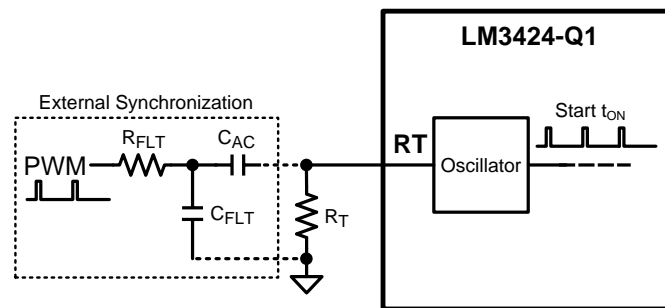 LM3424-Q1
External Synchronization
Start tON
RFLT
CAC
PWM
RT
Oscillator
CFLT
RT